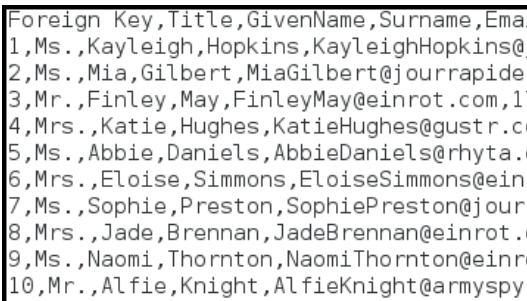 Foreign Key,Title,GivenName,Surname,Emai
1,Ms.,Kayleigh,Hopkins,KayleighHopkins@j
2,Ms.,Mia,Gilbert,MiaGilbert@jourrapide
3,Mr.,Finley,May,FinleyMay@einrot.com,1
4,Mrs.,Katie,Hughes,KatieHughes@gustr.co
5,Ms.,Abbie,Daniels,AbbieDaniels@rhyta.
6,Mrs.,Eloise,Simmons,EloiseSimmons@ein
7,Ms.,Sophie,Preston,SophiePreston@jour
8,Mrs.,Jade,Brennan,JadeBrennan@einrot.
9,Ms.,Naomi,Thornton,NaomiThornton@einr
10,Mr.,Alfie,Knight,AlfieKnight@armyspy